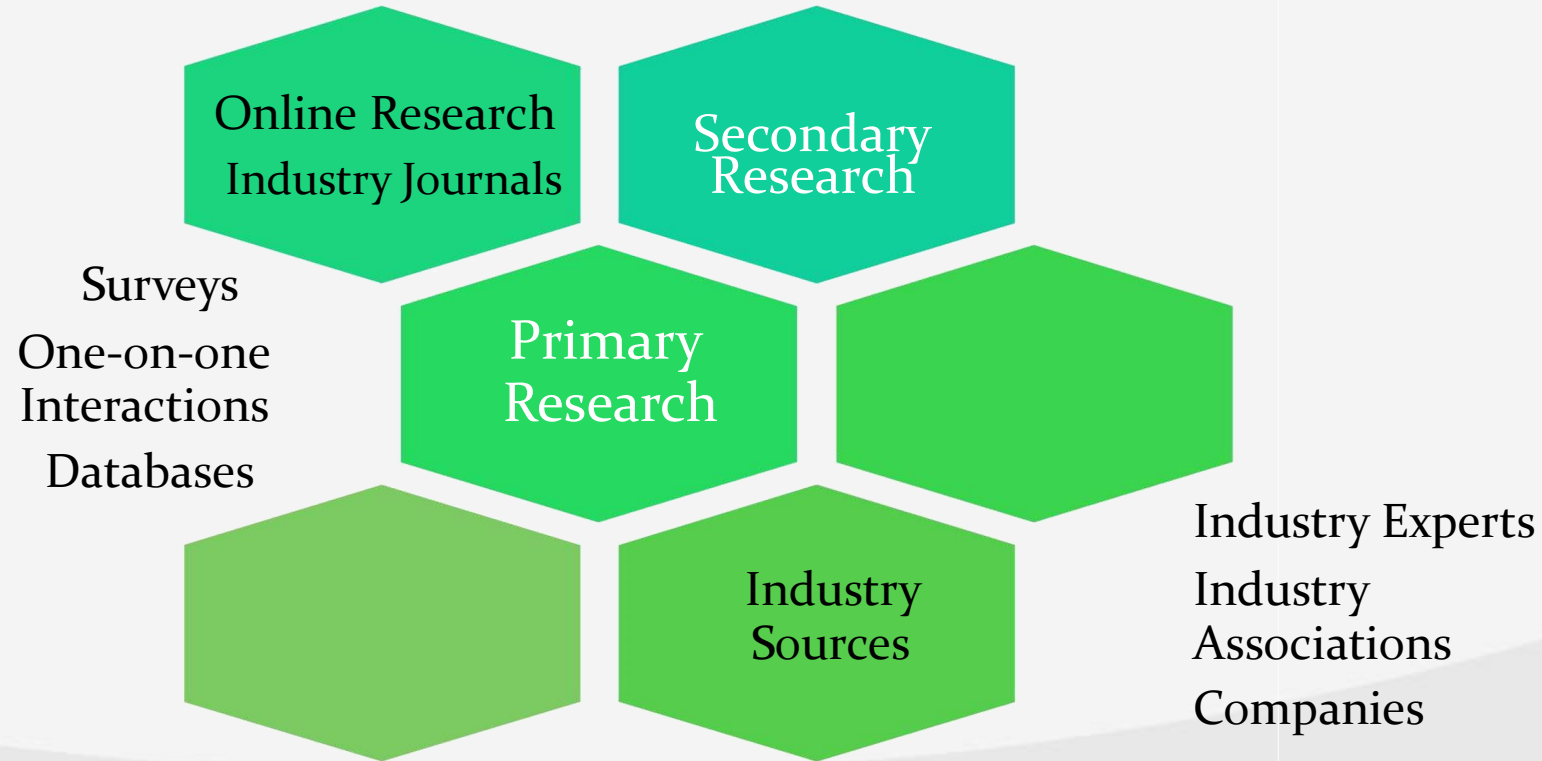 Online Research
Industry Journals
Secondary
Research
Surveys
One-on-one
Interactions
Databases
Primary
Research
Industry
Sources
Industry Experts
Industry
Associations
Companies